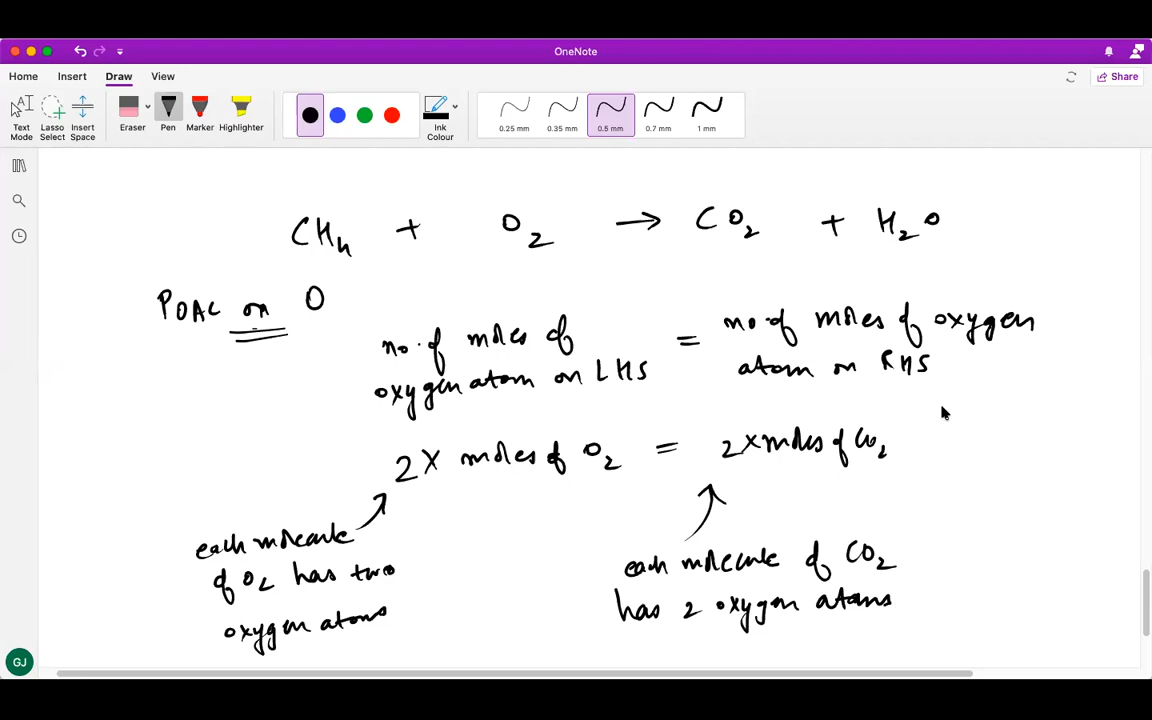 OneNote
Home Insert Draw View
Share
Text Mode
Lasso Select
Insert Space
Eraser
Pen
Marker
Highlighter
Ink Colour
0.25 mm
0.35 mm
0.5 mm
0.7 mm
1 mm
CH4 + O2 → CO2 + H2O
POAC on O
no. of moles of
oxygen atom on LHS
=
no. of moles of oxygen
atom on RHS
2 X moles of O2 = 2 X moles of CO2
each molecule
of O2 has two
oxygen atoms
each molecule of CO2
has 2 oxygen atoms
GJ